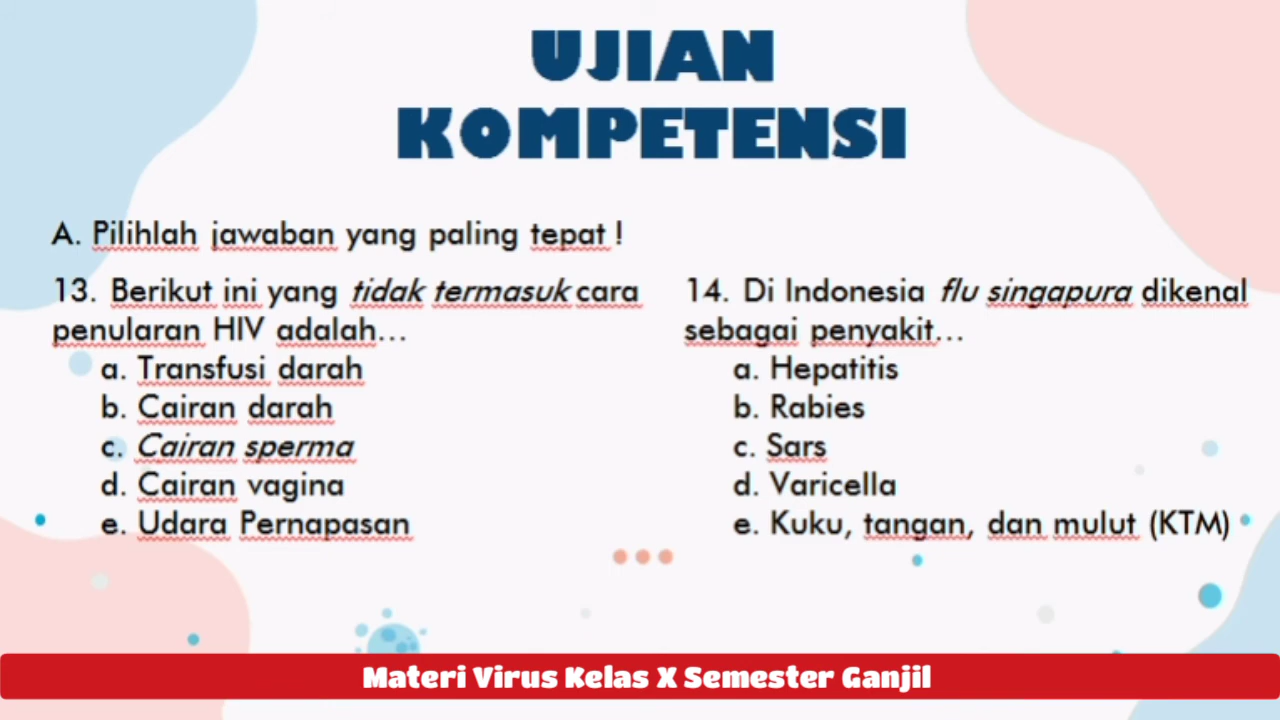 UJIAN
KOMPETENSI
A. Pilihlah jawaban yang paling tepat !
13. Berikut ini yang tidak termasuk cara
penularan HIV adalah...
a. Transfusi darah
b. Cairan darah
c. Cairan sperma
d. Cairan vagina
e. Udara Pernapasan
14. Di Indonesia flu singapura dikenal
sebagai penyakit...
a. Hepatitis
b. Rabies
c. Sars
d. Varicella
e. Kuku, tangan, dan mulut (KTM)
Materi Virus Kelas X Semester Ganjil